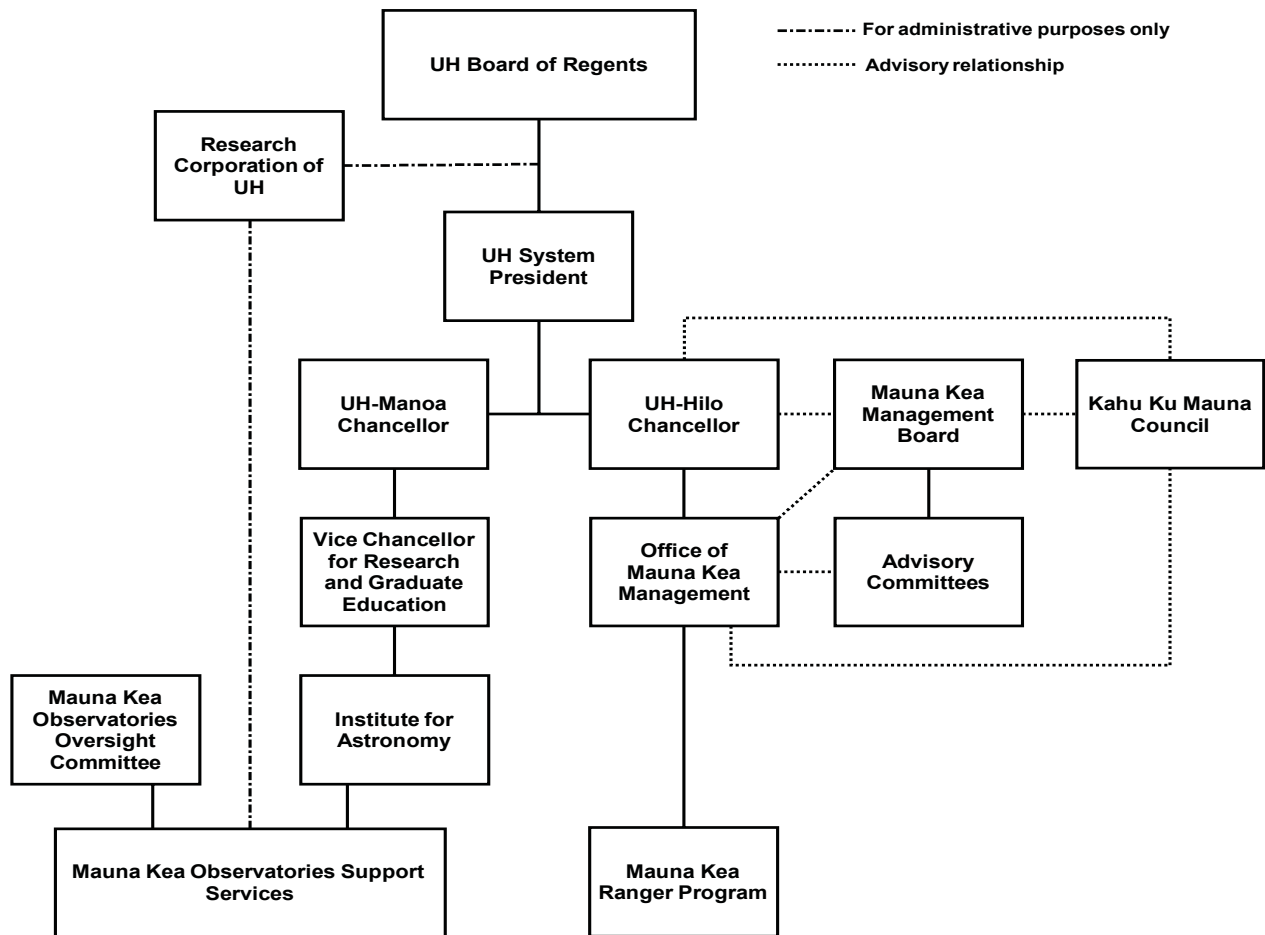 UH Board of Regents
For administrative purposes only
Advisory relationship
Research
Corporation of
UH
UH System
President
UH-Manoa
Chancellor
UH-Hilo
Chancellor
Mauna Kea
Management
Board
Kahu Ku Mauna
Council
Vice Chancellor
for Research
and Graduate
Education
Office of
Mauna Kea
Management
Advisory
Committees
Mauna Kea
Observatories
Oversight
Committee
Institute for
Astronomy
Mauna Kea Observatories Support
Services
Mauna Kea
Ranger Program